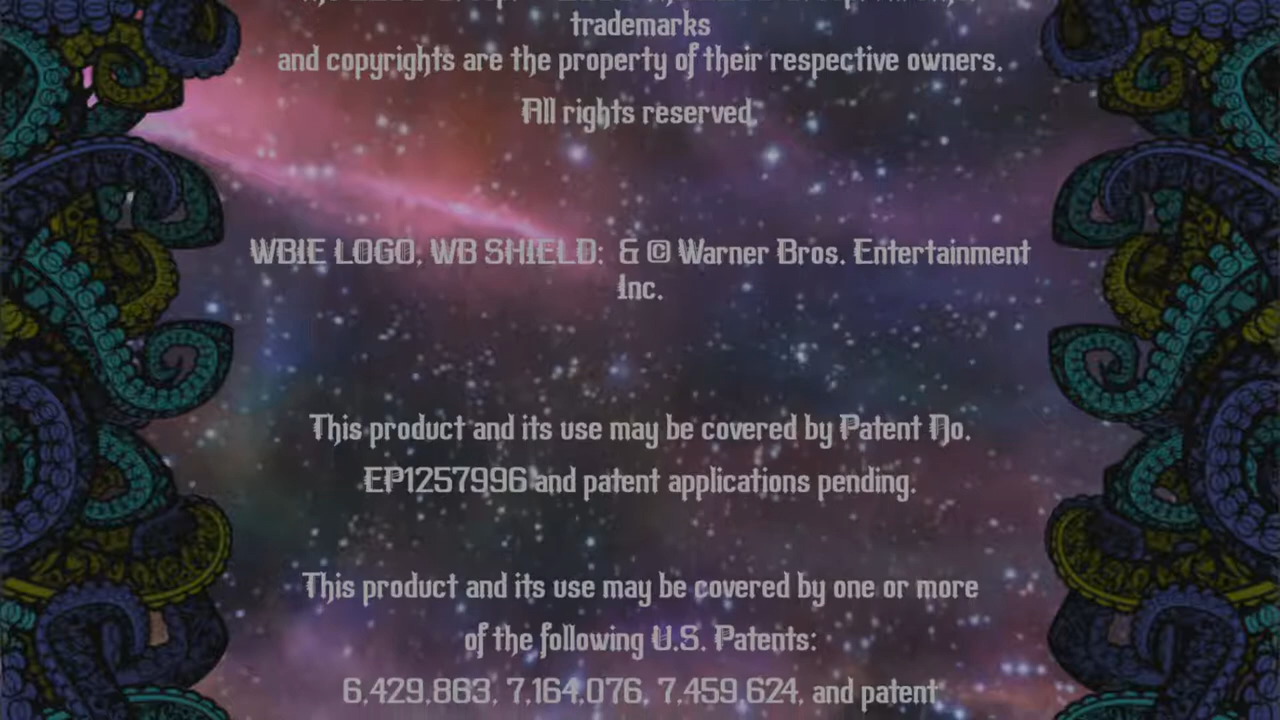 trademarks
and copyrights are the property of their respective owners.
All rights reserved.
WBIE LOGO, WB SHIELD: & © Warner Bros. Entertainment
Inc.
This product and its use may be covered by Patent No.
EP1257996 and patent applications pending.
This product and its use may be covered by one or more
of the following U.S. Patents:
6,429,863, 7,164,076, 7,459,624, and patent